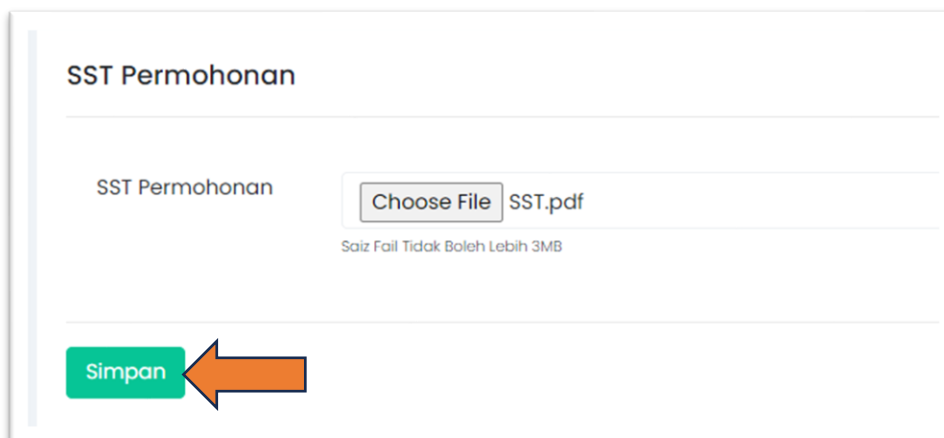 SST Permohonan
SST Permohonan
Choose File SST.pdf
Saiz Fail Tidak Boleh Lebih 3MB
Simpan